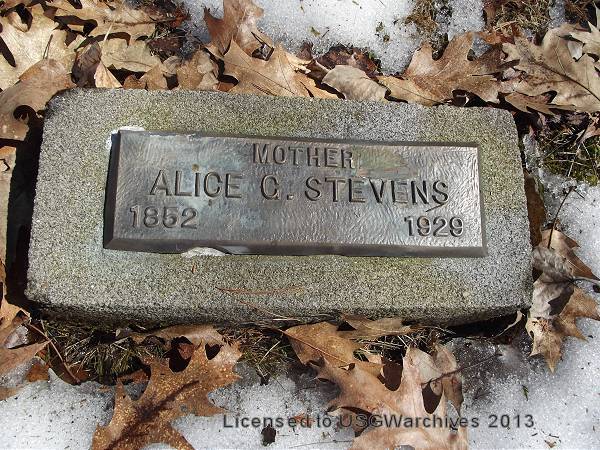 MOTHER
ALICE G. STEVENS
1852 1929
Licensed to USGWarchives 2013